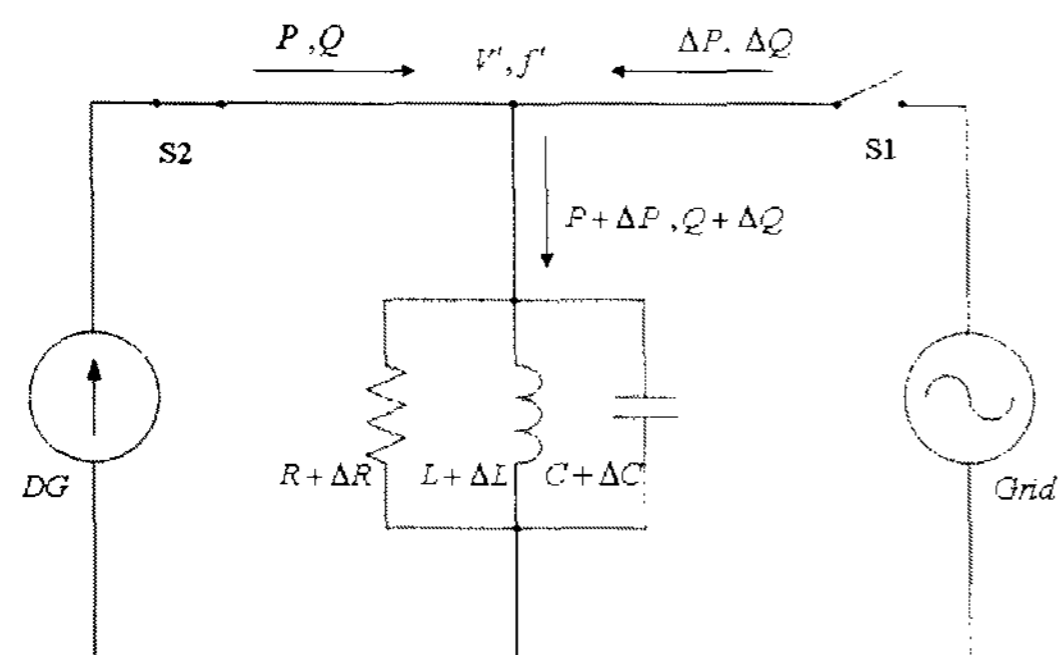 P ,Q
V',f'
ΔP, ΔQ
S2
S1
P+ΔP ,Q+ΔQ
R+ΔR
L+ΔL
C+ΔC
DG
Grid